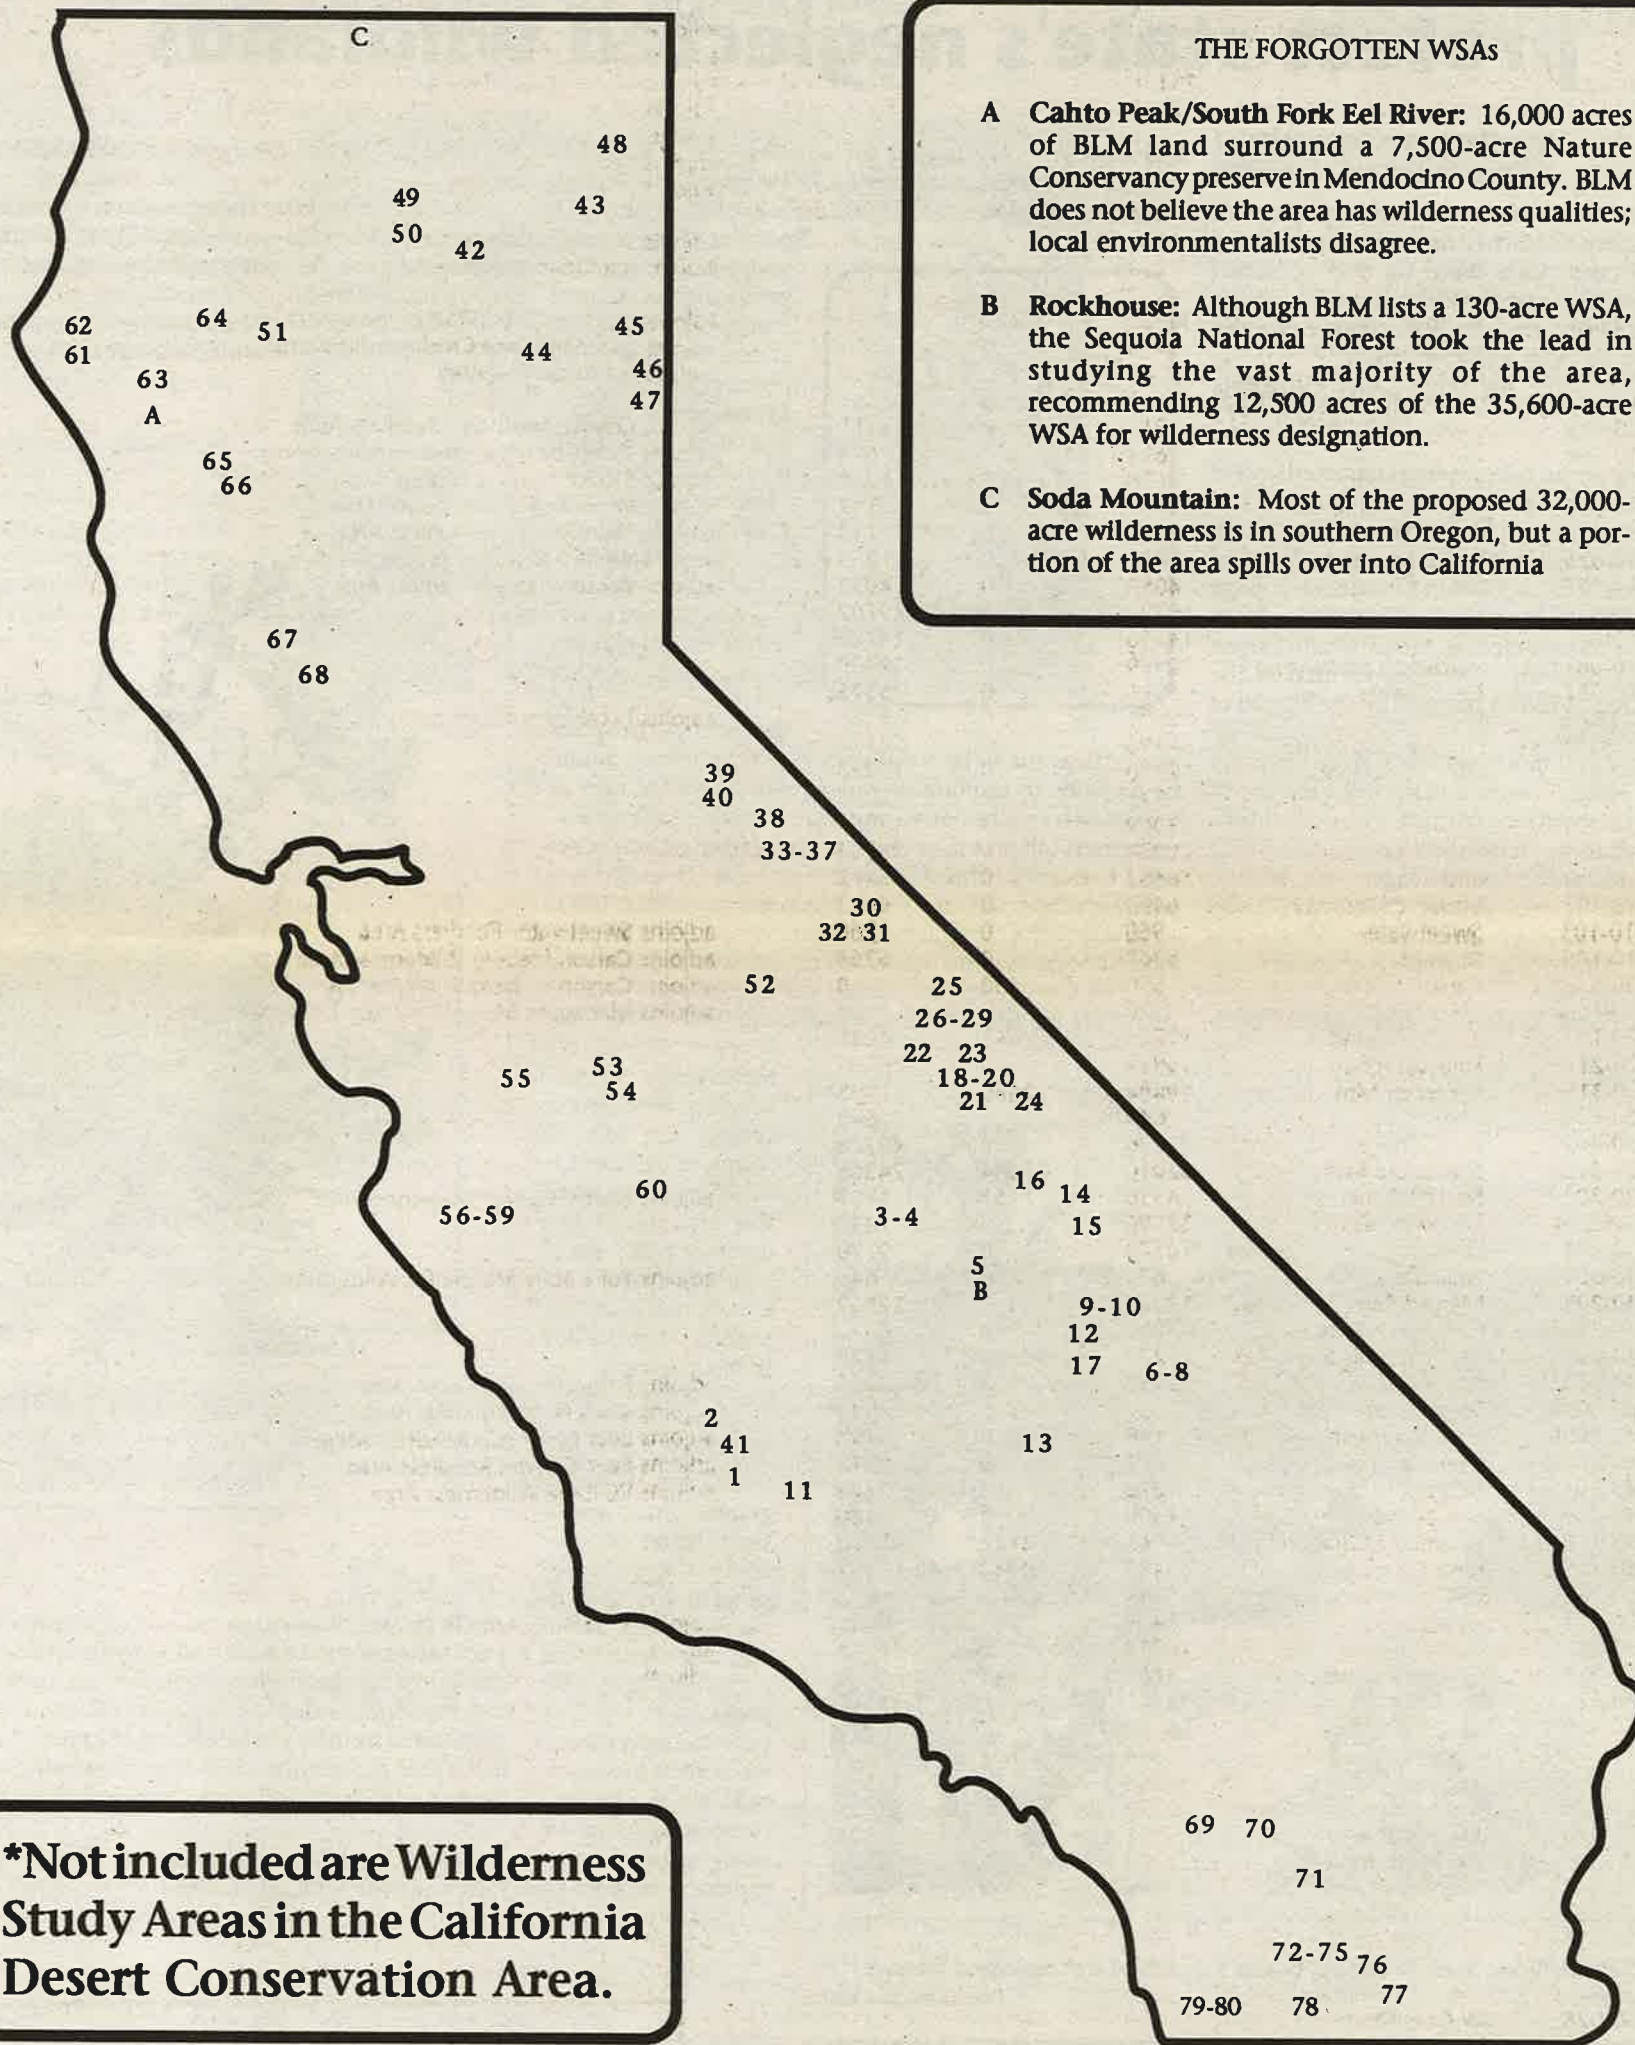 C
THE FORGOTTEN WSAs
A Cahto Peak/South Fork Eel River: 16,000 acres
of BLM land surround a 7,500-acre Nature
Conservancy preserve in Mendocino County. BLM
does not believe the area has wilderness qualities;
local environmentalists disagree.
B Rockhouse: Although BLM lists a 130-acre WSA,
the Sequoia National Forest took the lead in
studying the vast majority of the area,
recommending 12,500 acres of the 35,600-acre
WSA for wilderness designation.
C Soda Mountain: Most of the proposed 32,000-
acre wilderness is in southern Oregon, but a por-
tion of the area spills over into California
48
49
43
50
42
62
64
51
45
61
44
63
46
A
47
65
66
67
68
39
40
38
33-37
30
32 31
52
25
26-29
22 23
55
53
18-20
54
21 24
60
16
14
56-59
3-4
15
5
B
9-10
12
17
6-8
2
41
13
1
11
69 70
71
72-75
76
77
79-80
78
*Not included are Wilderness
Study Areas in the California
Desert Conservation Area.